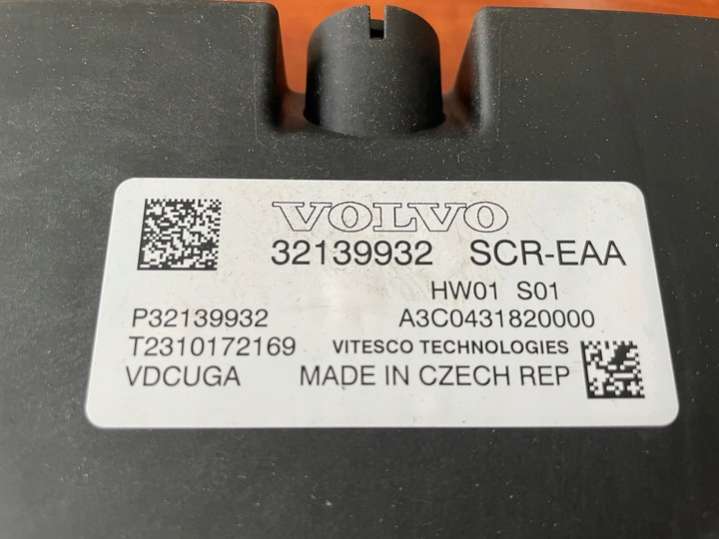 VOLVO
32139932 SCR-EAA
HW01 S01
P32139932 A3C0431820000
T2310172169 VITESCO TECHNOLOGIES
VDCUGA MADE IN CZECH REP